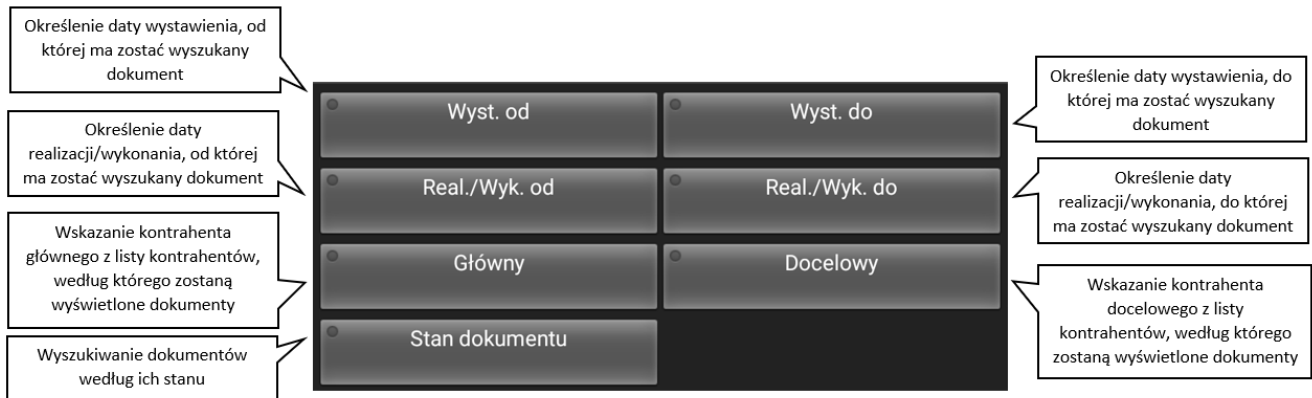 Określenie daty wystawienia, od
której ma zostać wyszukany
dokument
Określenie daty
realizacji/wykonania, od której
ma zostać wyszukany dokument
Wskazanie kontrahenta
głównego z listy kontrahentów,
według którego zostaną
wyświetlone dokumenty
Wyszukiwanie dokumentów
według ich stanu
Wyst. od
Wyst. do
Real./Wyk. od
Real./Wyk. do
Główny
Docelowy
Stan dokumentu
Określenie daty wystawienia, do
której ma zostać wyszukany
dokument
Określenie daty
realizacji/wykonania, do której
ma zostać wyszukany dokument
Wskazanie kontrahenta
docelowego z listy
kontrahentów, według którego
zostaną wyświetlone dokumenty